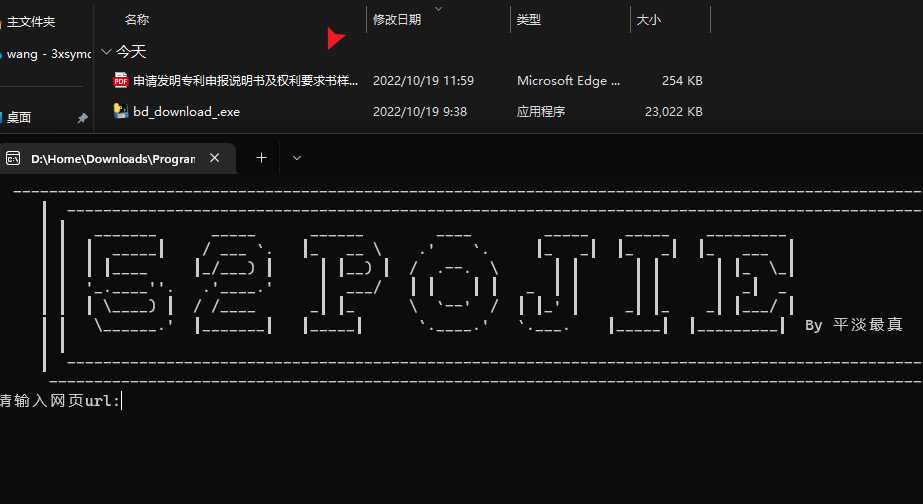 主文件夹
名称 修改日期 类型 大小
wang - 3xsymc
今天
申请发明专利申报说明书及权利要求书样... 2022/10/19 11:59 Microsoft Edge ... 254 KB
桌面
bd_download_.exe 2022/10/19 9:38 应用程序 23,022 KB
D:\Home\Downloads\Progran
52POJIE
By 平淡最真
请输入网页url: